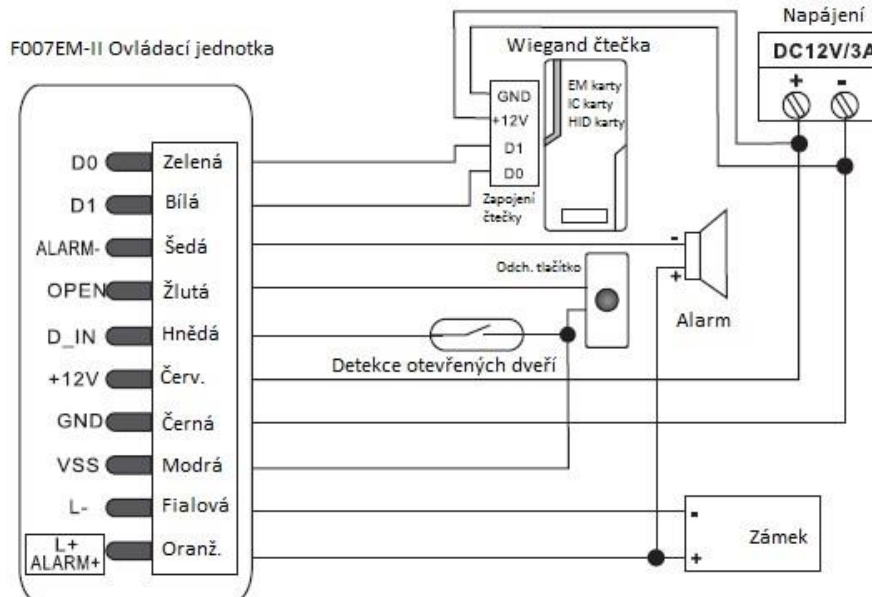 F007EM-II Ovládací jednotka
Napájení
DC12V/3A
+ -
Wiegand čtečka
EM karty
IC karty
HID karty
GND
+12V
D1
D0
Zapojení
čtečky
D0 Zelená
D1 Bílá
ALARM- Šedá
OPEN Žlutá
D_IN Hnědá
+12V Červ.
GND Černá
VSS Modrá
L- Fialová
L+
ALARM+ Oranž.
Odch. tlačítko
-
+
Alarm
Detekce otevřených dveří
-
Zámek
+